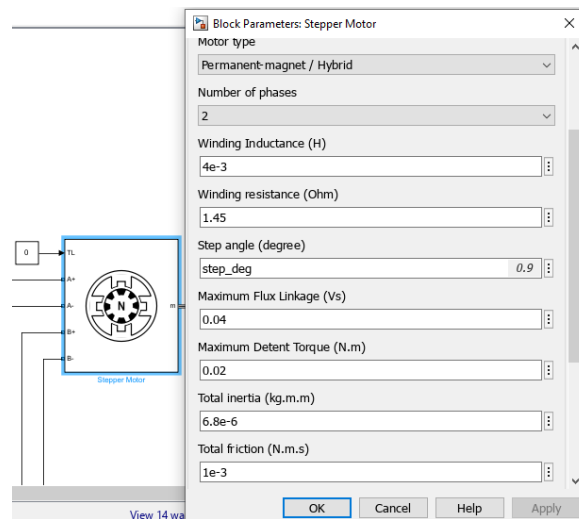 Block Parameters: Stepper Motor
Motor type
Permanent-magnet / Hybrid
Number of phases
2
Winding Inductance (H)
4e-3
Winding resistance (Ohm)
1.45
Step angle (degree)
step_deg 0.9
Maximum Flux Linkage (Vs)
0.04
Maximum Detent Torque (N.m)
0.02
Total inertia (kg.m.m)
6.8e-6
Total friction (N.m.s)
1e-3
OK Cancel Help Apply
0
TL
A+
A-
B+
B-
N
m
Stepper Motor
View 14 wa